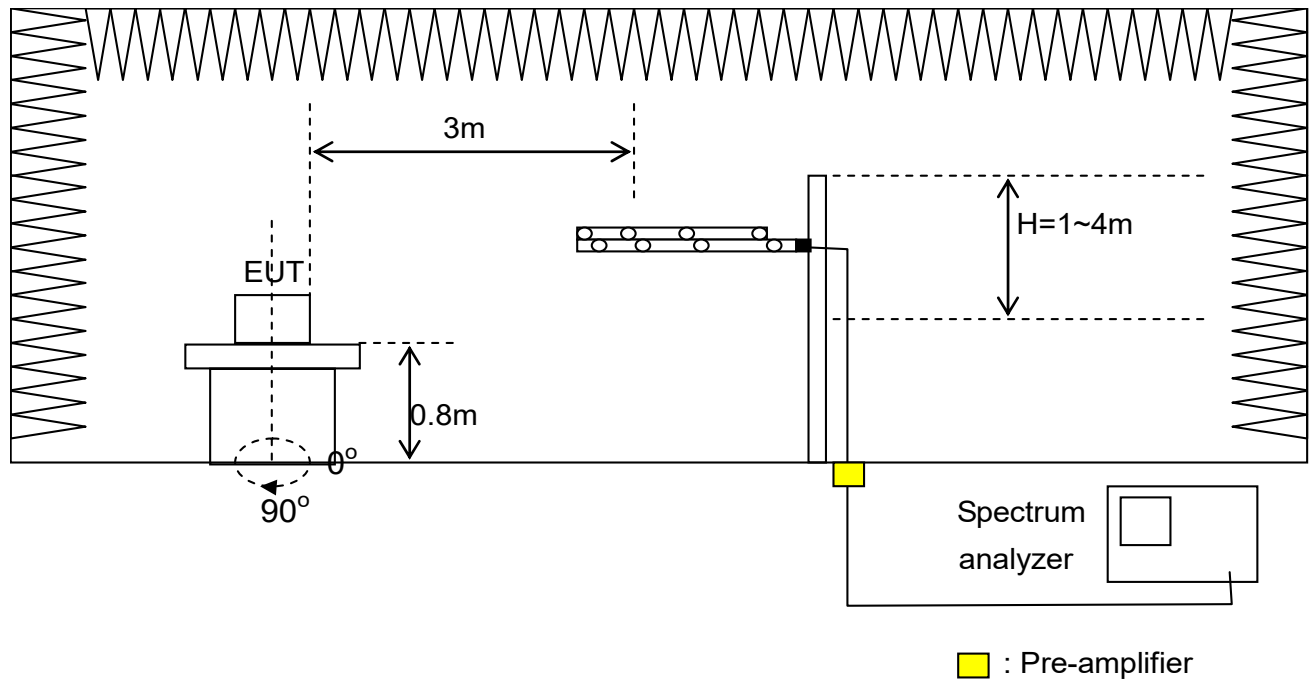 3m
H=1~4m
EUT
0.8m
0°
90°
Spectrum
analyzer
: Pre-amplifier